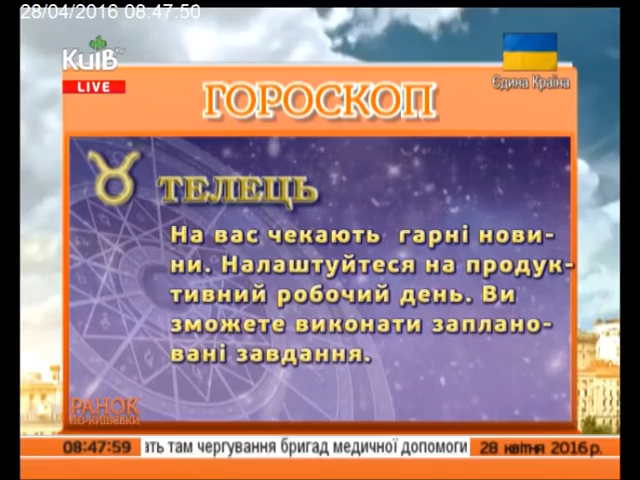 28/04/2016 08:47:50
Київ TV
LIVE
Єдина Країна
ГОРОСКОП
ТЕЛЕЦЬ
На вас чекають гарні нови-
ни. Налаштуйтеся на продук-
тивний робочий день. Ви
зможете виконати заплано-
вані завдання.
РАНОК
ПО-КИЇВСЬКИ
08:47:59 ать там чергування бригад медичної допомоги 28 квітня 2016 р.